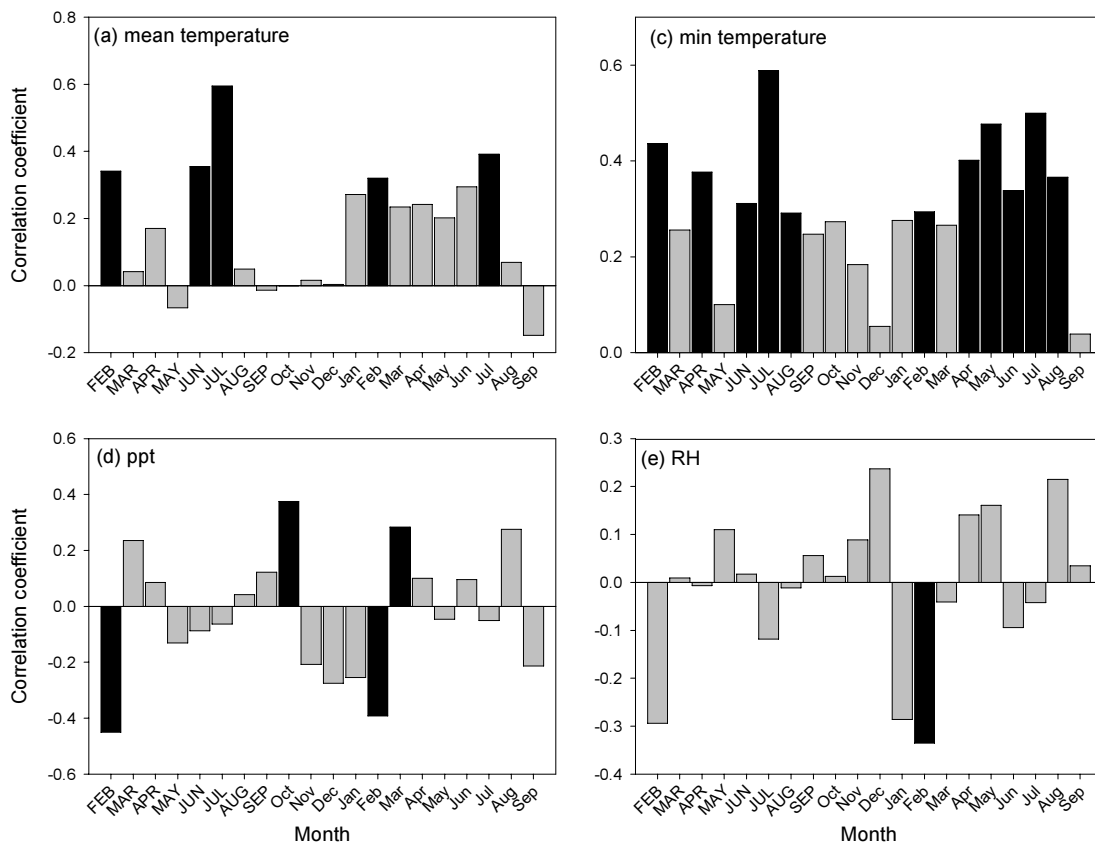 (a) mean temperature
Correlation coefficient
0.8
0.6
0.4
0.2
0.0
-0.2
FEB MAR APR MAY JUN JUL AUG SEP Oct Nov Dec Jan Feb Mar Apr May Jun Jul Aug Sep
(c) min temperature
0.6
0.4
0.2
0.0
FEB MAR APR MAY JUN JUL AUG SEP Oct Nov Dec Jan Feb Mar Apr May Jun Jul Aug Sep
(d) ppt
Correlation coefficient
0.6
0.4
0.2
0.0
-0.2
-0.4
-0.6
FEB MAR APR MAY JUN JUL AUG SEP Oct Nov Dec Jan Feb Mar Apr May Jun Jul Aug Sep
Month
(e) RH
0.3
0.2
0.1
0.0
-0.1
-0.2
-0.3
-0.4
FEB MAR APR MAY JUN JUL AUG SEP Oct Nov Dec Jan Feb Mar Apr May Jun Jul Aug Sep
Month